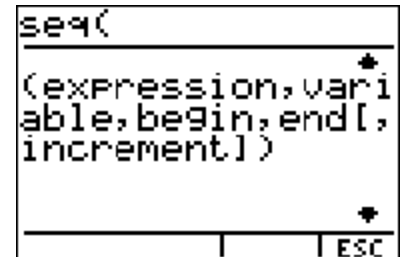 seq(
(expression,vari
able,begin,end[,
increment])
ESC